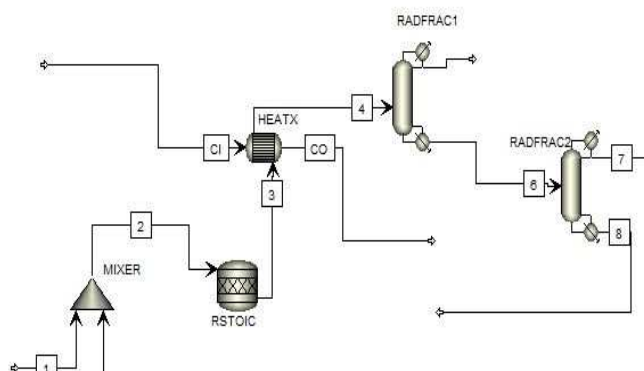 RADFRAC1
4
HEATX
RADFRAC2
7
CI
CO
6
3
8
2
MIXER
RSTOIC
1